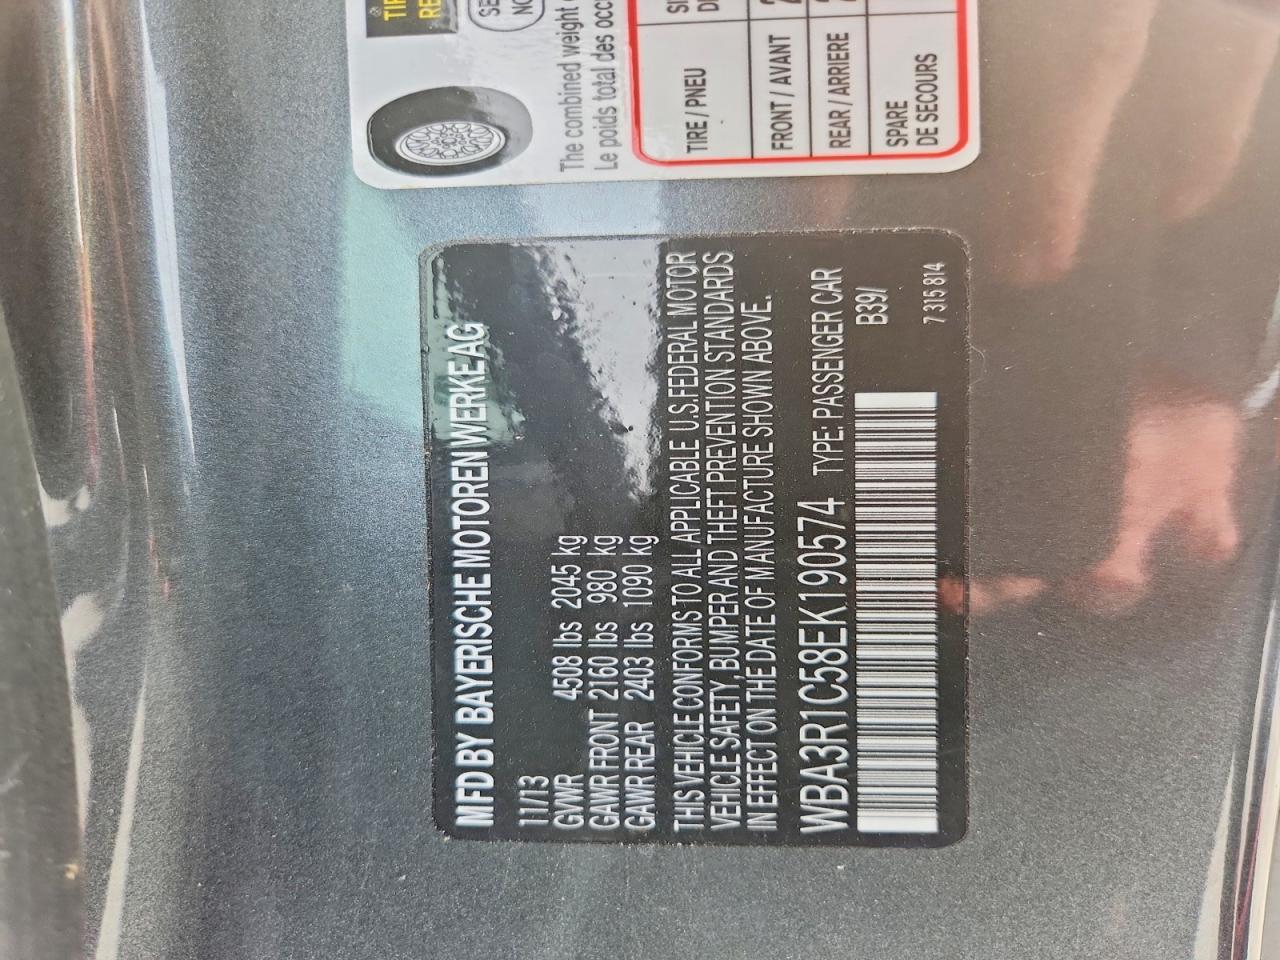 MFD BY BAYERISCHE MOTOREN WERKE AG
11/13
GVWR 4508 lbs 2045 kg
GAWR FRONT 2160 lbs 980 kg
GAWR REAR 2403 lbs 1090 kg
THIS VEHICLE CONFORMS TO ALL APPLICABLE U.S. FEDERAL MOTOR
VEHICLE SAFETY, BUMPER AND THEFT PREVENTION STANDARDS
IN EFFECT ON THE DATE OF MANUFACTURE SHOWN ABOVE.
WBA3R1C58EK190574 TYPE: PASSENGER CAR
B39/
7 315 814
The combined weight
Le poids total des
TIRE / PNEU
FRONT / AVANT
REAR / ARRIERE
SPARE
DE SECOURS